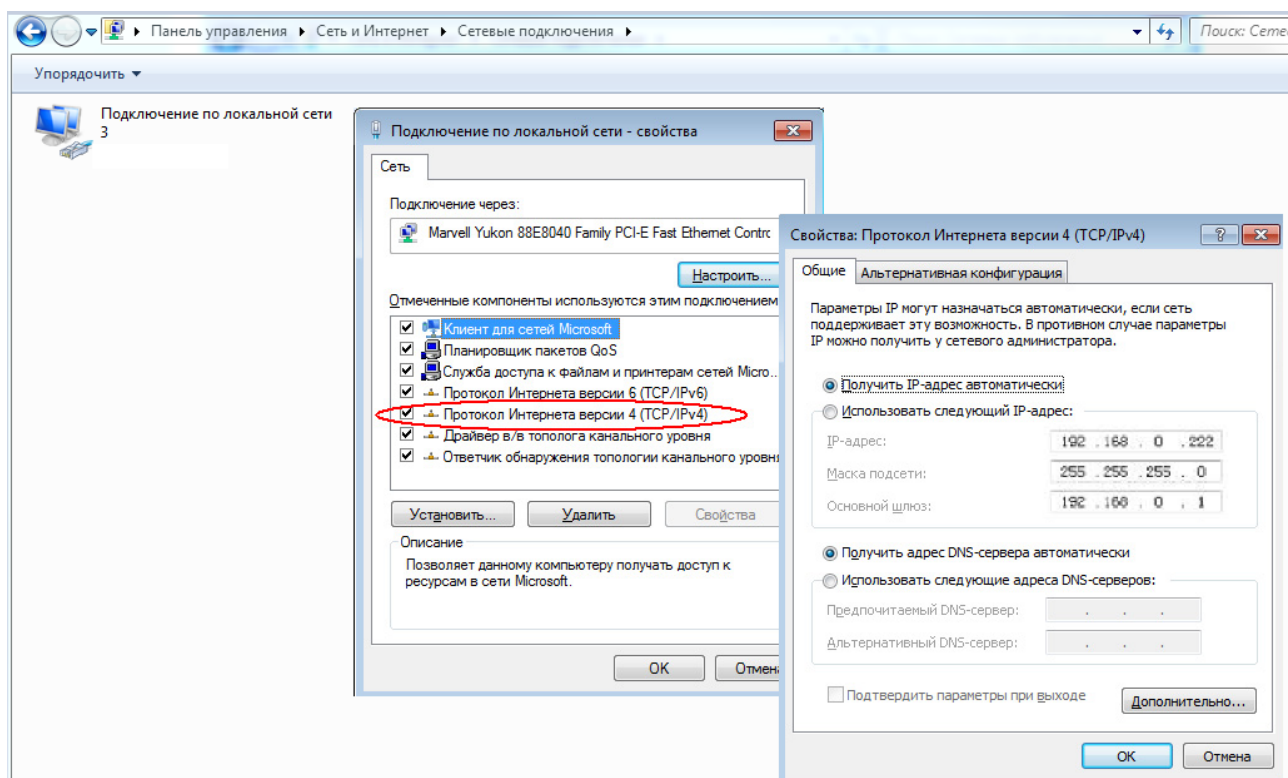 Панель управления ▸ Сеть и Интернет ▸ Сетевые подключения ▸
Поиск: Сете
Упорядочить ▾
Подключение по локальной сети
3
Подключение по локальной сети - свойства
Сеть
Подключение через:
Marvell Yukon 88E8040 Family PCI-E Fast Ethernet Contrc
Настроить...
Отмеченные компоненты используются этим подключением
Клиент для сетей Microsoft
Планировщик пакетов QoS
Служба доступа к файлам и принтерам сетей Micro...
Протокол Интернета версии 6 (TCP/IPv6)
Протокол Интернета версии 4 (TCP/IPv4)
Драйвер в/в тополога канального уровня
Ответчик обнаружения топологии канального уровня
Установить... Удалить Свойства
Описание
Позволяет данному компьютеру получать доступ к
ресурсам в сети Microsoft.
OK Отмен
Свойства: Протокол Интернета версии 4 (TCP/IPv4)
Общие Альтернативная конфигурация
Параметры IP могут назначаться автоматически, если сеть
поддерживает эту возможность. В противном случае параметры
IP можно получить у сетевого администратора.
Получить IP-адрес автоматически
Использовать следующий IP-адрес:
IP-адрес: 192 . 168 . 0 . 222
Маска подсети: 255 . 255 . 255 . 0
Основной шлюз: 192 . 168 . 0 . 1
Получить адрес DNS-сервера автоматически
Использовать следующие адреса DNS-серверов:
Предпочитаемый DNS-сервер: . . .
Альтернативный DNS-сервер: . . .
Подтвердить параметры при выходе
Дополнительно...
OK Отмена